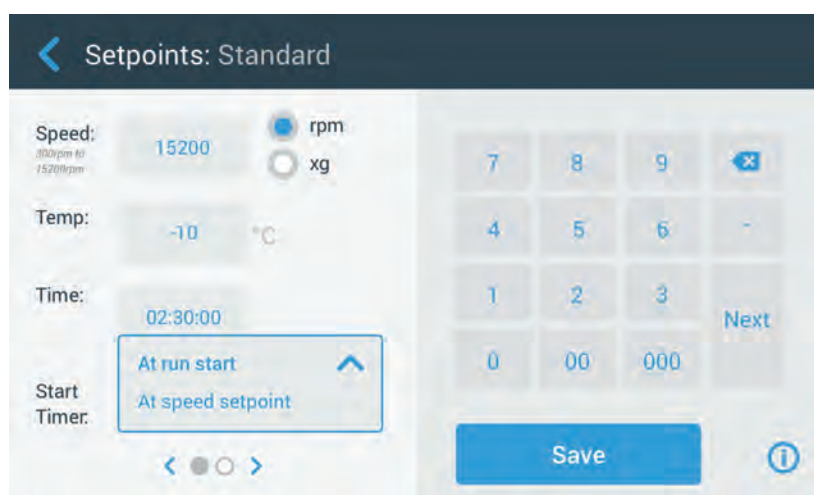 Setpoints: Standard
Speed:
300rpm to
15200rpm
15200
rpm
xg
Temp:
-10
°C
Time:
02:30:00
Start
Timer:
At run start
At speed setpoint
7 8 9
4 5 6 -
1 2 3
Next
0 00 000
Save